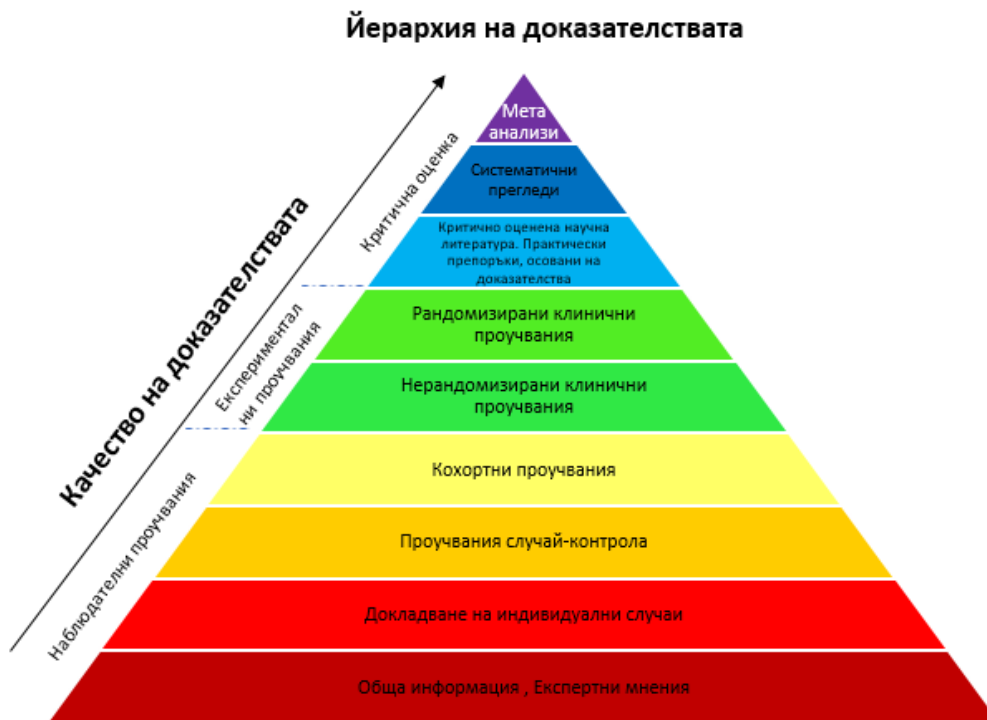 Йерархия на доказателствата
Мета
анализи
Систематични
прегледи
Критично оценена научна
литература. Практически
препоръки, осовани на
доказателства
Рандомизирани клинични
проучвания
Нерандомизирани клинични
проучвания
Кохортни проучвания
Проучвания случай-контрола
Докладване на индивидуални случаи
Обща информация , Експертни мнения
Качество на доказателствата
Критична оценка
Експериментал
ни проучвания
Наблюдателни проучвания